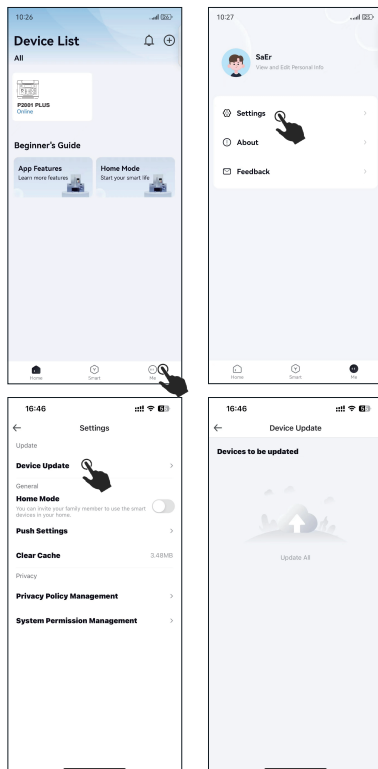 10:26
Device List
All
P2001 PLUS
Online
Beginner's Guide
App Features
Learn more features
Home Mode
Start your smart life
Home
Smart
Me
10:27
SaEr
View and Edit Personal Info
Settings
About
Feedback
Home
Smart
Me
16:46
Settings
Update
Device Update
General
Home Mode
You can invite your family member to use the smart
devices in your home.
Push Settings
Clear Cache 3.48MB
Privacy
Privacy Policy Management
System Permission Management
16:46
Device Update
Devices to be updated
Update All